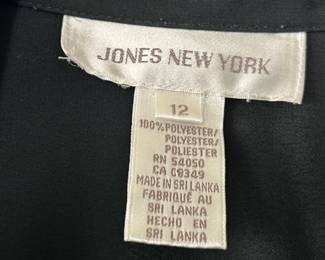 JONES NEW YORK
12
100%POLYESTER/
POLYESTER/
POLIESTER
RN 54050
CA 09349
MADE IN SRI LANKA
FABRIQUÉ AU
SRI LANKA
HECHO EN
SRI LANKA